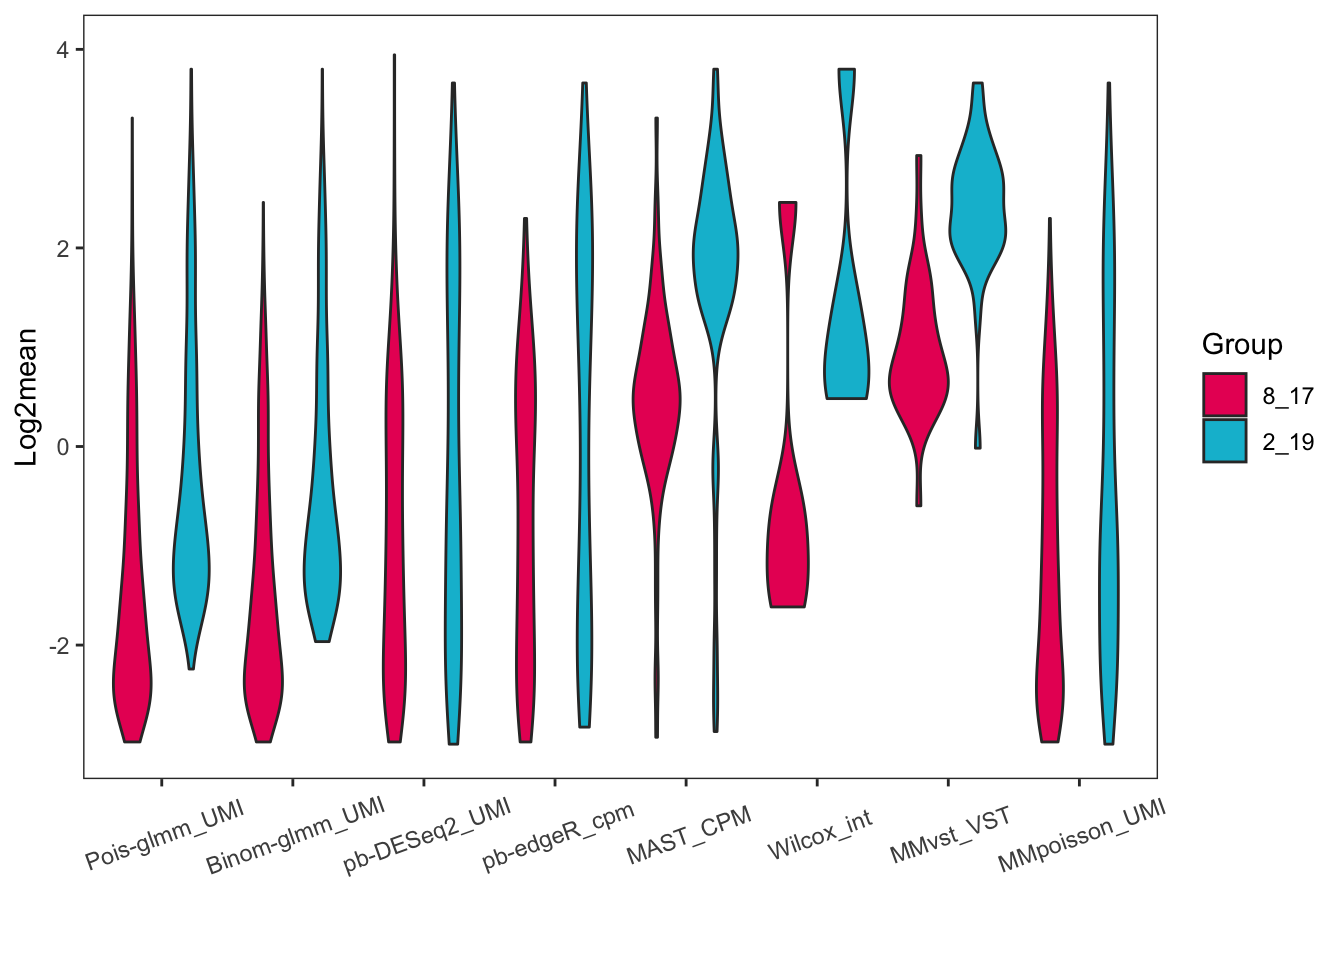 Log2mean
4
2
0
-2
Pois-glmm_UMI
Binom-glmm_UMI
pb-DESeq2_UMI
pb-edgeR_cpm
MAST_CPM
Wilcox_int
MMvst_VST
MMpoisson_UMI
Group
8_17
2_19